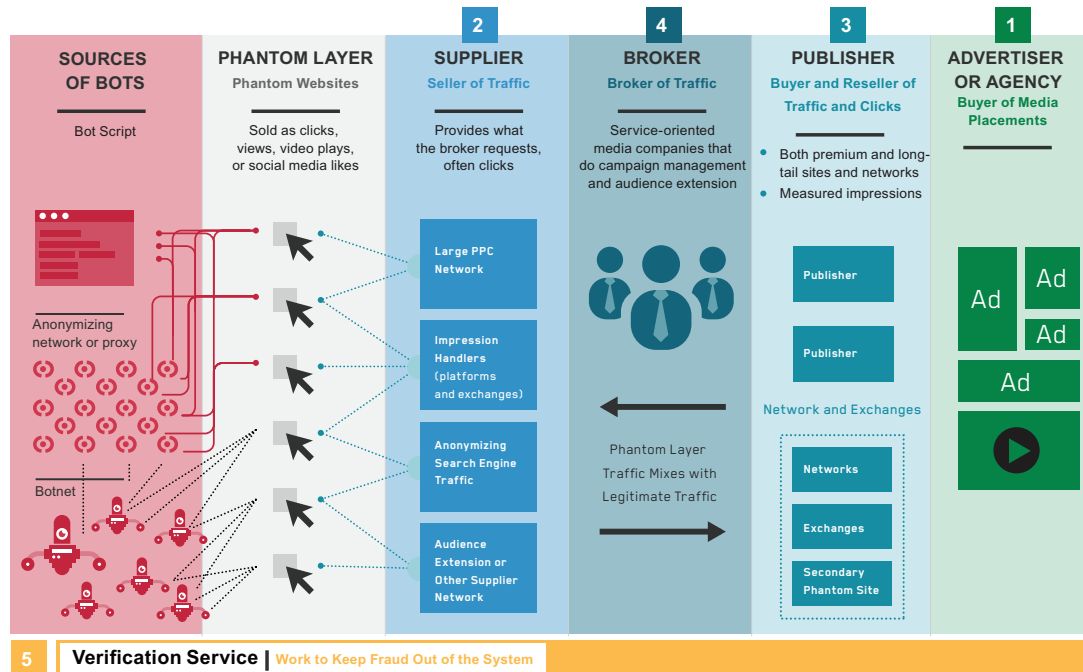 SOURCES
OF BOTS
Bot Script
Anonymizing
network or proxy
Botnet
PHANTOM LAYER
Phantom Websites
Sold as clicks,
views, video plays,
or social media likes
2
SUPPLIER
Seller of Traffic
Provides what
the broker requests,
often clicks
Large PPC
Network
Impression
Handlers
(platforms
and exchanges)
Anonymizing
Search Engine
Traffic
Audience
Extension or
Other Supplier
Network
4
BROKER
Broker of Traffic
Service-oriented
media companies that
do campaign management
and audience extension
Phantom Layer
Traffic Mixes with
Legitimate Traffic
3
PUBLISHER
Buyer and Reseller of
Traffic and Clicks
• Both premium and long-
tail sites and networks
• Measured impressions
Publisher
Publisher
Network and Exchanges
Networks
Exchanges
Secondary
Phantom Site
1
ADVERTISER
OR AGENCY
Buyer of Media
Placements
Ad
Ad
Ad
Ad
5
Verification Service | Work to Keep Fraud Out of the System